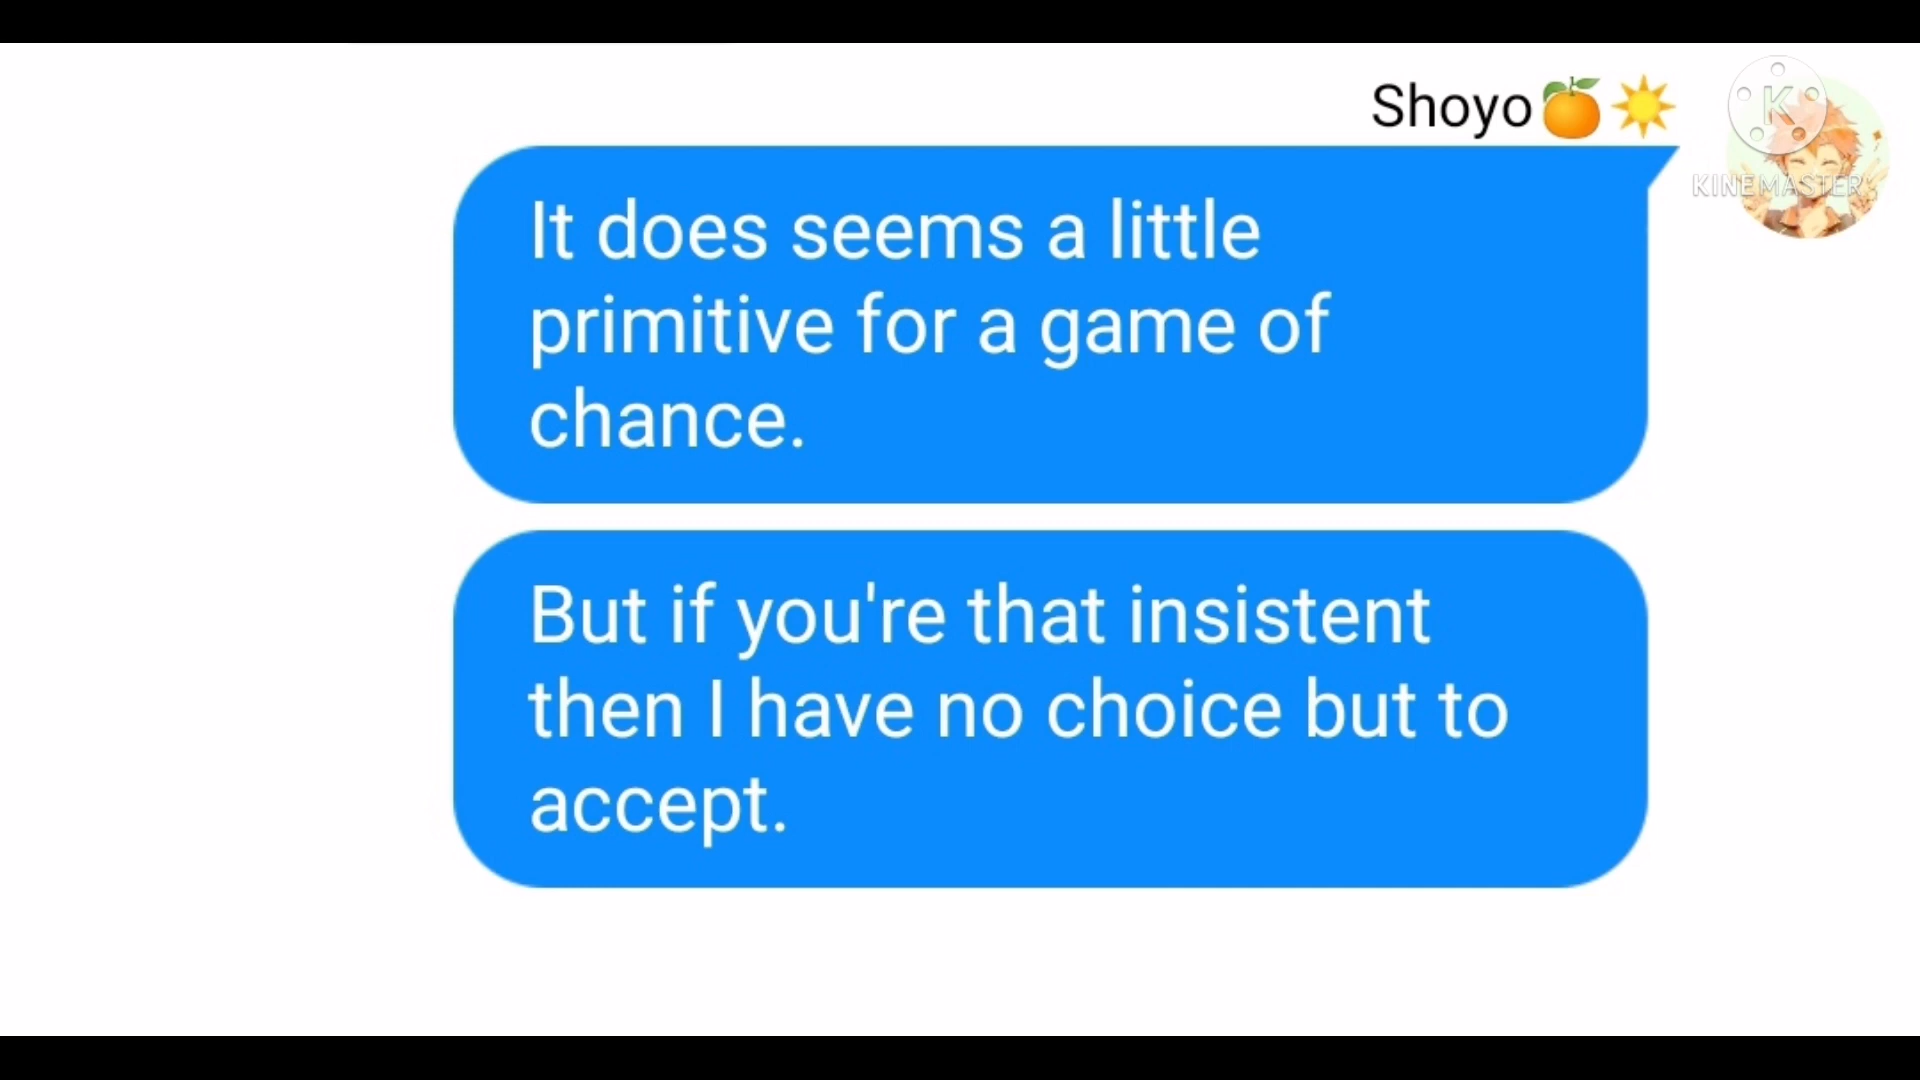 Shoyo🍊☀️
K
KINEMASTER
It does seems a little
primitive for a game of
chance.
But if you're that insistent
then I have no choice but to
accept.